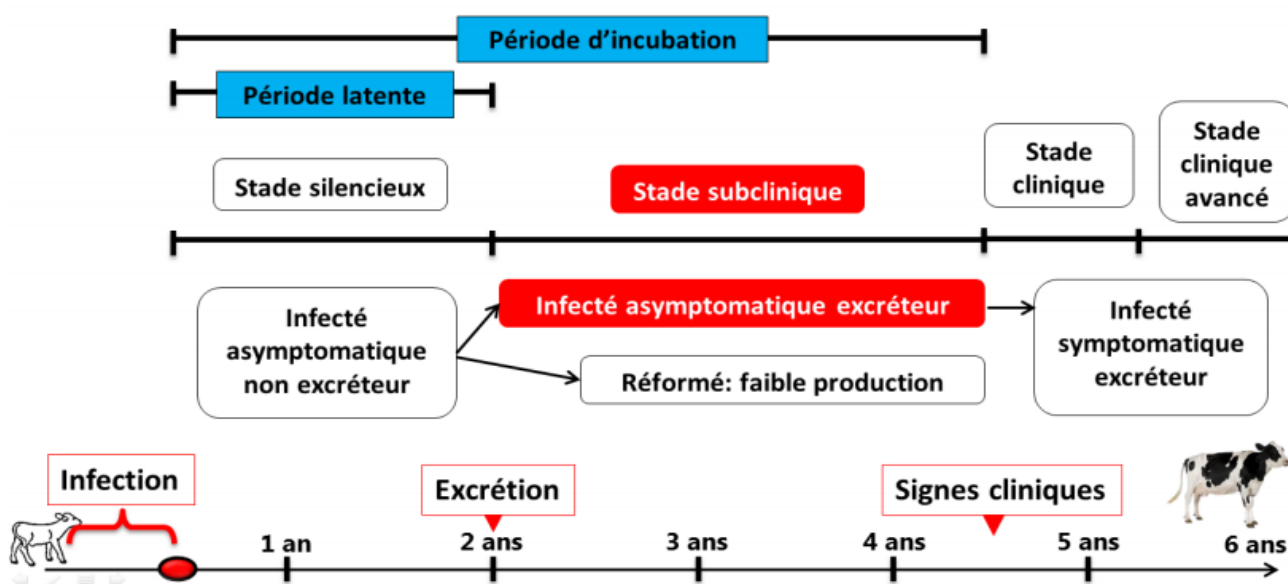 Période d'incubation
Période latente
Stade silencieux
Stade subclinique
Stade
clinique
Stade
clinique
avancé
Infecté
asymptomatique
non excréteur
Infecté asymptomatique excréteur
Réformé: faible production
Infecté
symptomatique
excréteur
Infection
Excrétion
Signes cliniques
1 an
2 ans
3 ans
4 ans
5 ans
6 ans